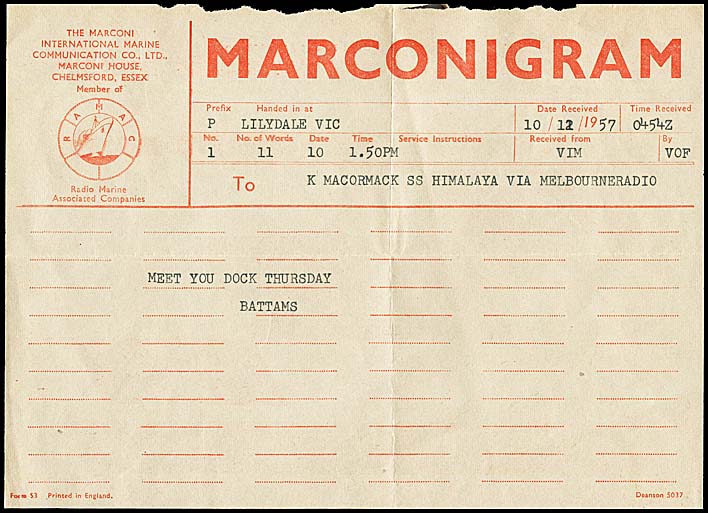 THE MARCONI
INTERNATIONAL MARINE
COMMUNICATION CO., LTD.,
MARCONI HOUSE,
CHELMSFORD, ESSEX
Member of
RAMAC
Radio Marine
Associated Companies
MARCONIGRAM
Prefix Handed in at Date Received Time Received
P LILYDALE VIC 10 / 12 / 1957 0454Z
No. No. of Words Date Time Service Instructions Received from By
1 11 10 1.50PM VIM VOF
To K MACORMACK SS HIMALAYA VIA MELBOURNERADIO
MEET YOU DOCK THURSDAY
BATTAMS
Form 53 Printed in England. Deanson 5037